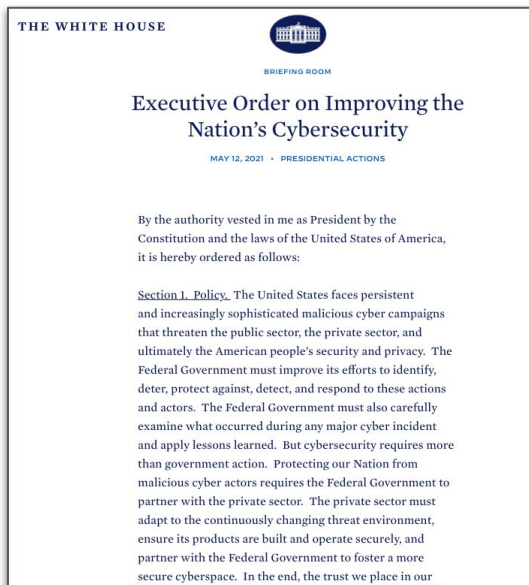 THE WHITE HOUSE
BRIEFING ROOM
Executive Order on Improving the
Nation’s Cybersecurity
MAY 12, 2021 • PRESIDENTIAL ACTIONS
By the authority vested in me as President by the
Constitution and the laws of the United States of America,
it is hereby ordered as follows:
Section 1. Policy. The United States faces persistent
and increasingly sophisticated malicious cyber campaigns
that threaten the public sector, the private sector, and
ultimately the American people’s security and privacy. The
Federal Government must improve its efforts to identify,
deter, protect against, detect, and respond to these actions
and actors. The Federal Government must also carefully
examine what occurred during any major cyber incident
and apply lessons learned. But cybersecurity requires more
than government action. Protecting our Nation from
malicious cyber actors requires the Federal Government to
partner with the private sector. The private sector must
adapt to the continuously changing threat environment,
ensure its products are built and operate securely, and
partner with the Federal Government to foster a more
secure cyberspace. In the end, the trust we place in our